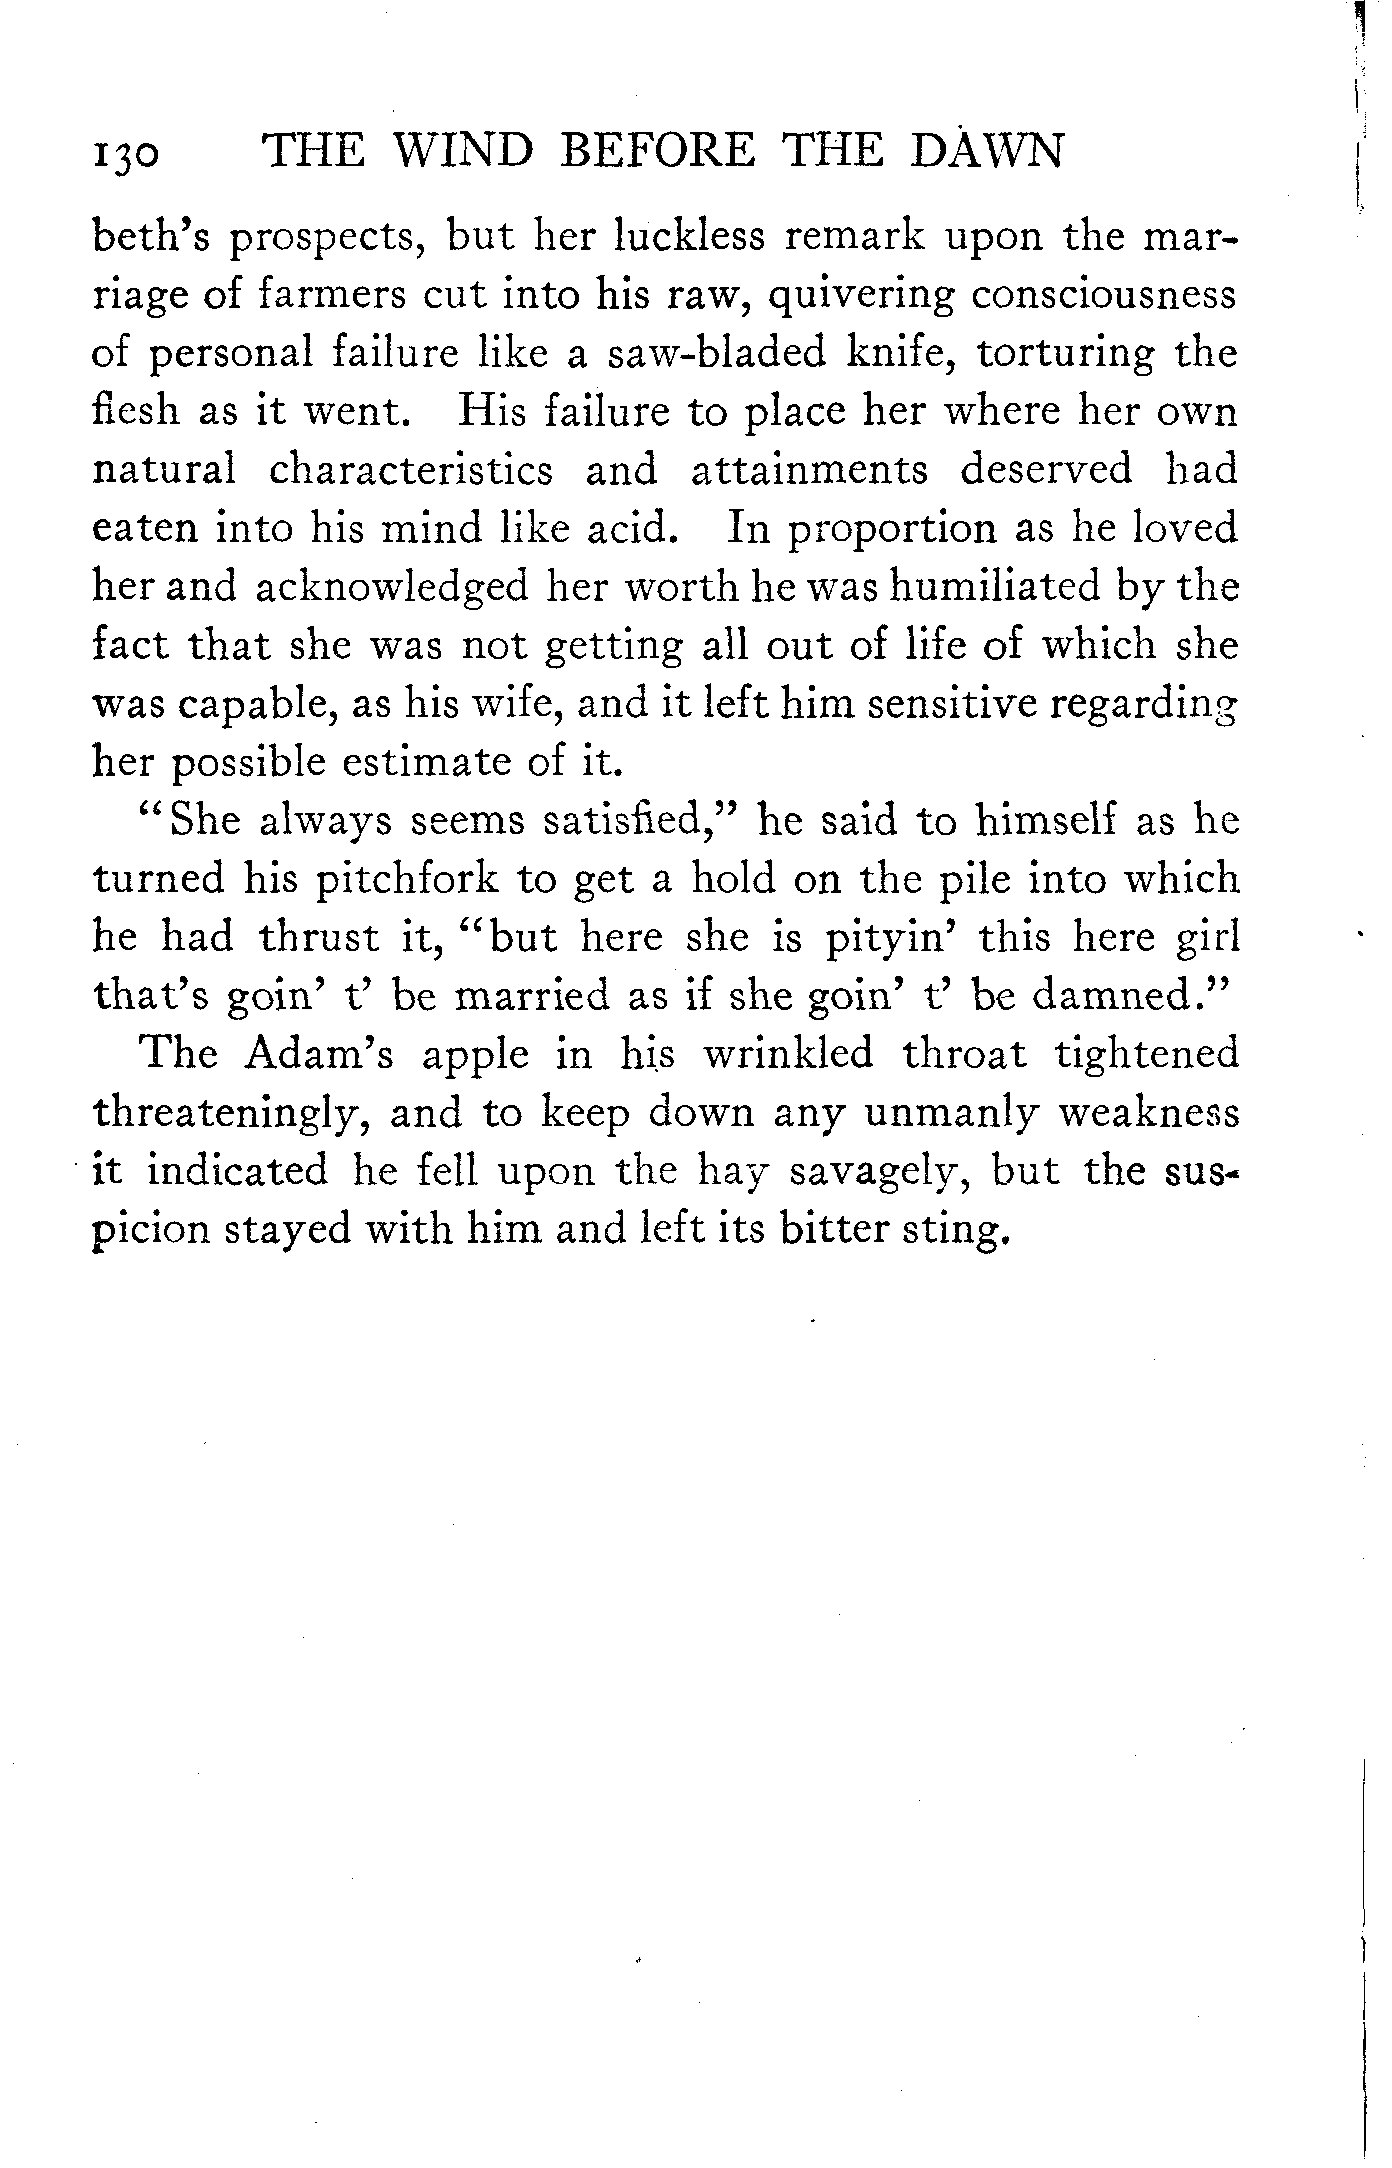 130 THE WIND BEFORE THE DAWN
beth's prospects, but her luckless remark upon the mar-
riage of farmers cut into his raw, quivering consciousness
of personal failure like a saw-bladed knife, torturing the
flesh as it went. His failure to place her where her own
natural characteristics and attainments deserved had
eaten into his mind like acid. In proportion as he loved
her and acknowledged her worth he was humiliated by the
fact that she was not getting all out of life of which she
was capable, as his wife, and it left him sensitive regarding
her possible estimate of it.
"She always seems satisfied," he said to himself as he
turned his pitchfork to get a hold on the pile into which
he had thrust it, "but here she is pityin' this here girl
that's goin' t' be married as if she goin' t' be damned."
The Adam's apple in his wrinkled throat tightened
threateningly, and to keep down any unmanly weakness
it indicated he fell upon the hay savagely, but the sus-
picion stayed with him and left its bitter sting.